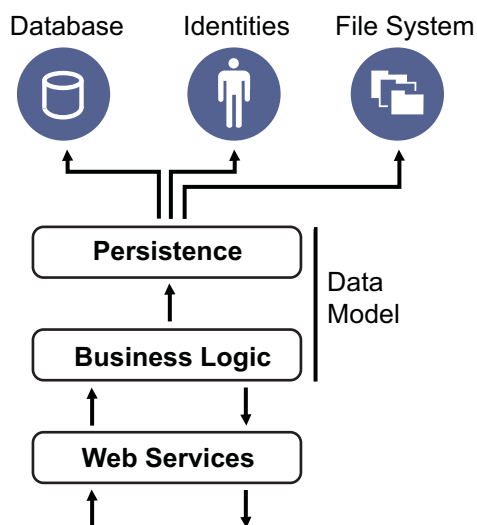 Database
Identities
File System
Persistence
Data
Model
Business Logic
Web Services